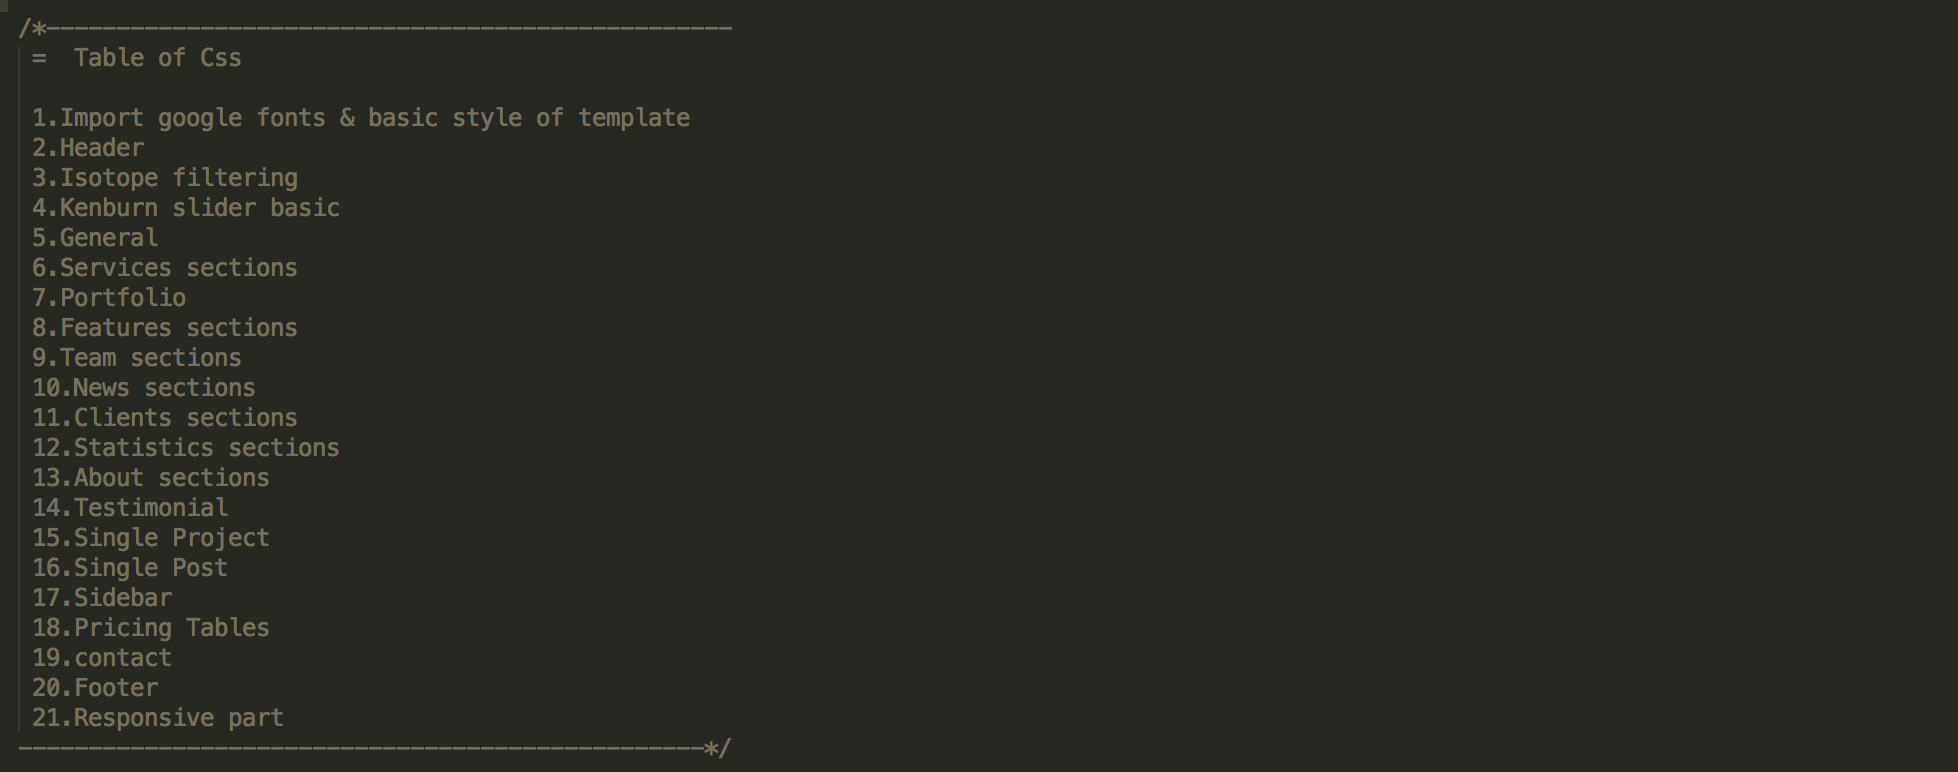 /*-------------------------------------------------
=  Table of Css

1.Import google fonts & basic style of template
2.Header
3.Isotope filtering
4.Kenburn slider basic
5.General
6.Services sections
7.Portfolio
8.Features sections
9.Team sections
10.News sections
11.Clients sections
12.Statistics sections
13.About sections
14.Testimonial
15.Single Project
16.Single Post
17.Sidebar
18.Pricing Tables
19.contact
20.Footer
21.Responsive part
-------------------------------------------------*/